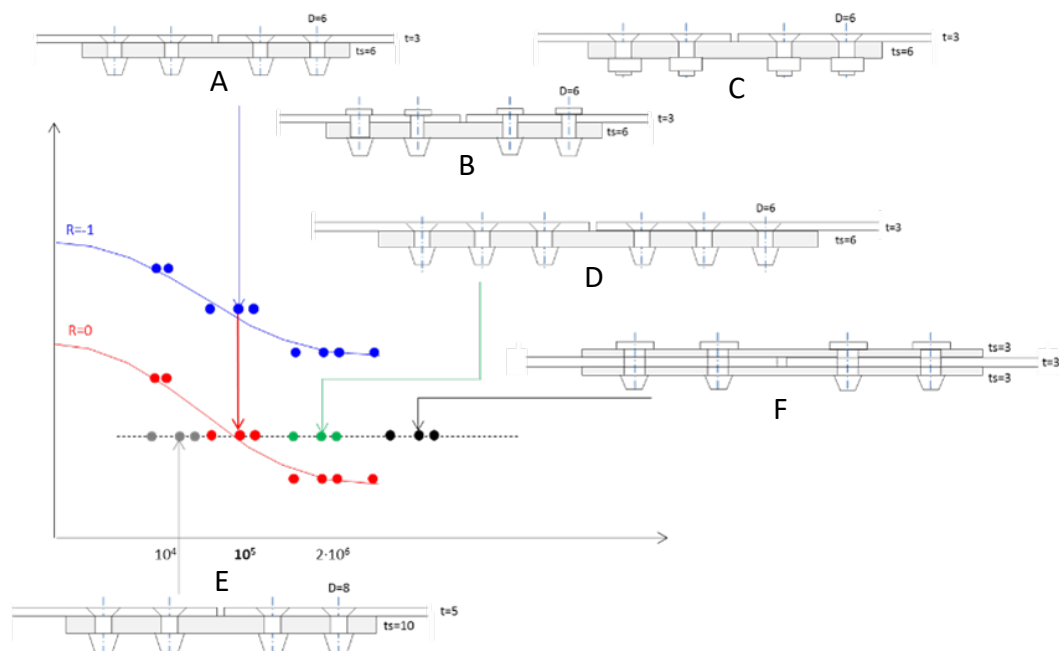 D=6
t=3
ts=6
A
D=6
t=3
ts=6
C
D=6
t=3
ts=6
B
R=-1
D=6
t=3
ts=6
D
R=0
ts=3
t=3
ts=3
F
10⁴
10⁵
2·10⁶
E
D=8
t=5
ts=10